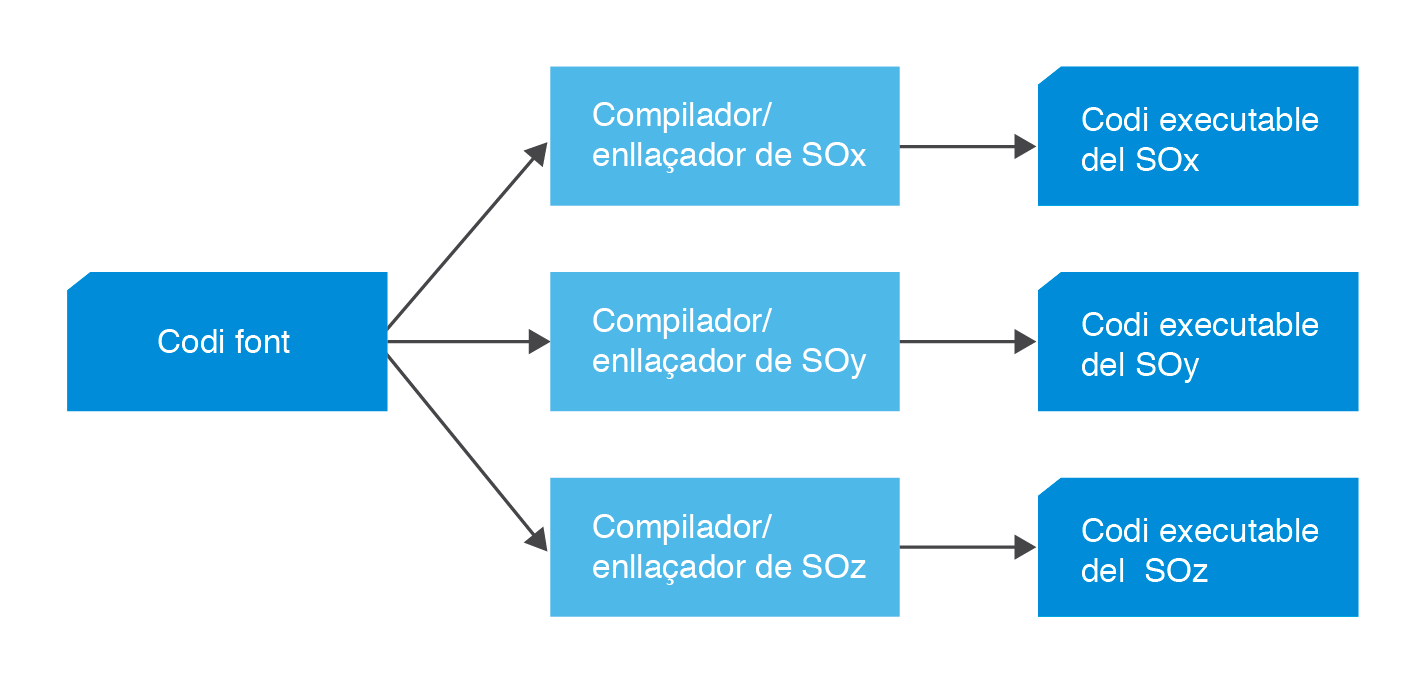 Codi font
Compilador/
enllaçador de SOx
Codi executable
del SOx
Compilador/
enllaçador de SOy
Codi executable
del SOy
Compilador/
enllaçador de SOz
Codi executable
del  SOz